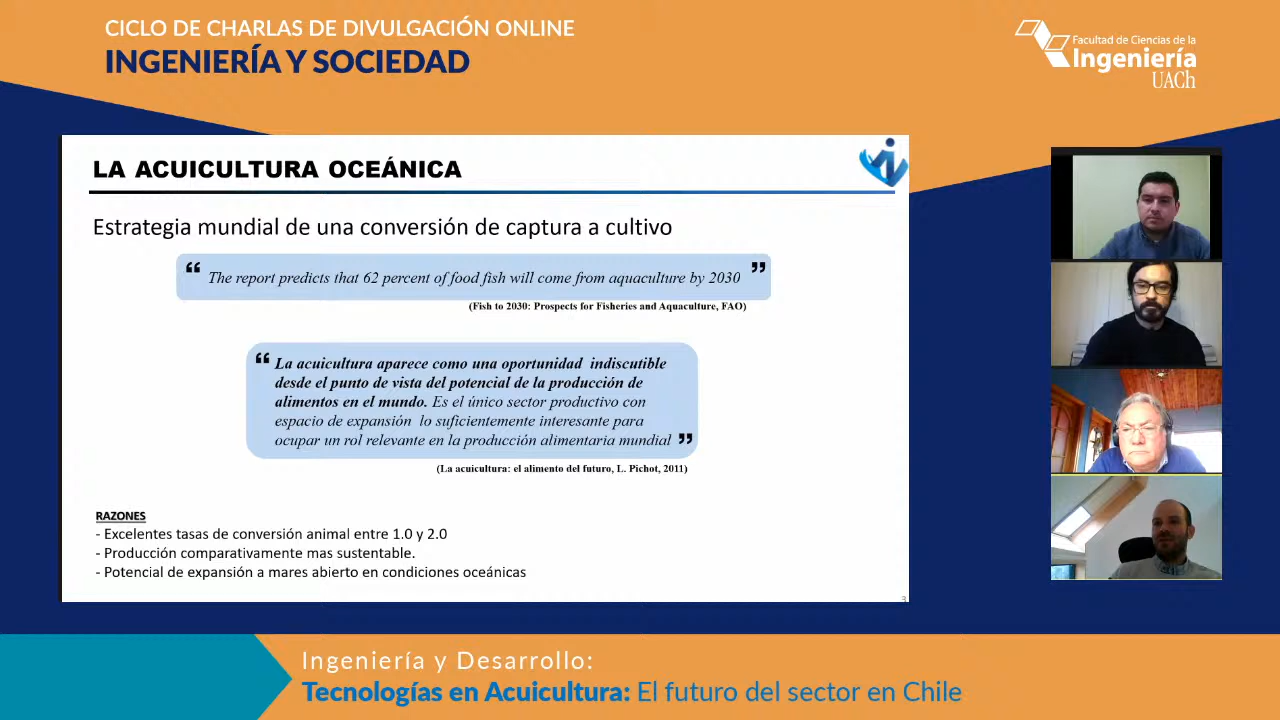 CICLO DE CHARLAS DE DIVULGACIÓN ONLINE
INGENIERÍA Y SOCIEDAD
Facultad de Ciencias de la
Ingeniería
UACh
LA ACUICULTURA OCEÁNICA
Estrategia mundial de una conversión de captura a cultivo
“ The report predicts that 62 percent of food fish will come from aquaculture by 2030 ”
(Fish to 2030: Prospects for Fisheries and Aquaculture, FAO)
“ La acuicultura aparece como una oportunidad indiscutible
desde el punto de vista del potencial de la producción de
alimentos en el mundo. Es el único sector productivo con
espacio de expansión lo suficientemente interesante para
ocupar un rol relevante en la producción alimentaria mundial ”
(La acuicultura: el alimento del futuro, L. Pichot, 2011)
RAZONES
- Excelentes tasas de conversión animal entre 1.0 y 2.0
- Producción comparativamente mas sustentable.
- Potencial de expansión a mares abierto en condiciones oceánicas
3
Ingeniería y Desarrollo:
Tecnologías en Acuicultura: El futuro del sector en Chile